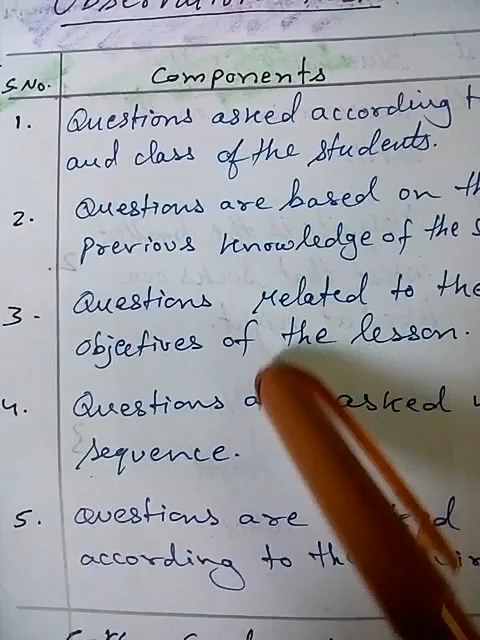 Observation
S.No. Components
1. Questions asked according t
and class of the students.
2. Questions are based on th
previous knowledge of the s
3. Questions related to the
objectives of the lesson.
4. Questions a asked
sequence.
5. Questions are
according to the